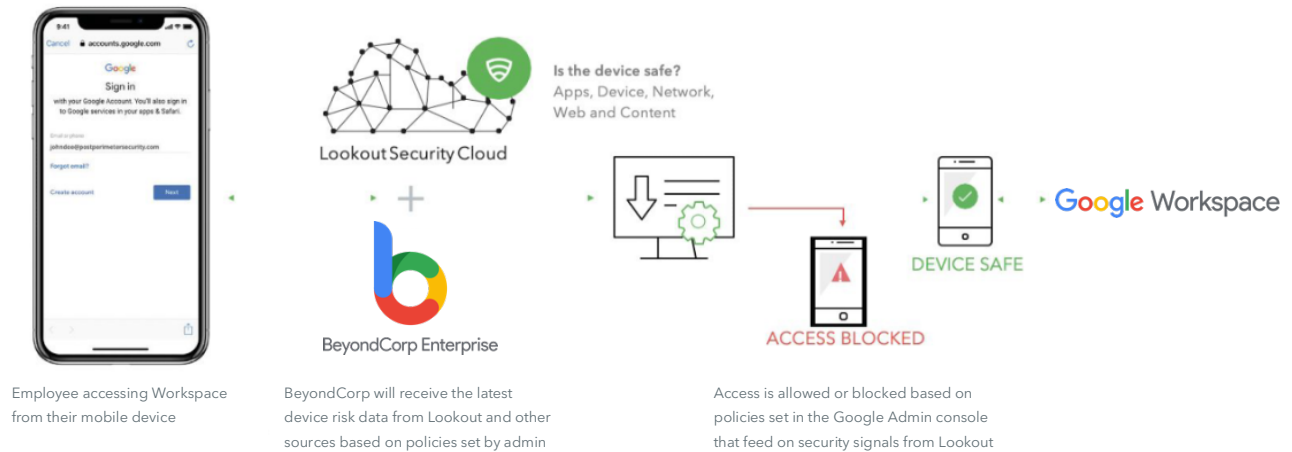 9:41
Cancel
accounts.google.com
Google
Sign in
with your Google Account. You'll also sign in
to Google services in your apps & Safari.
Email or phone
johndoe@postperimetersecurity.com
Forgot email?
Create account
Next
Employee accessing Workspace
from their mobile device
Lookout Security Cloud
+
BeyondCorp Enterprise
BeyondCorp will receive the latest
device risk data from Lookout and other
sources based on policies set by admin
Is the device safe?
Apps, Device, Network,
Web and Content
ACCESS BLOCKED
DEVICE SAFE
Google Workspace
Access is allowed or blocked based on
policies set in the Google Admin console
that feed on security signals from Lookout